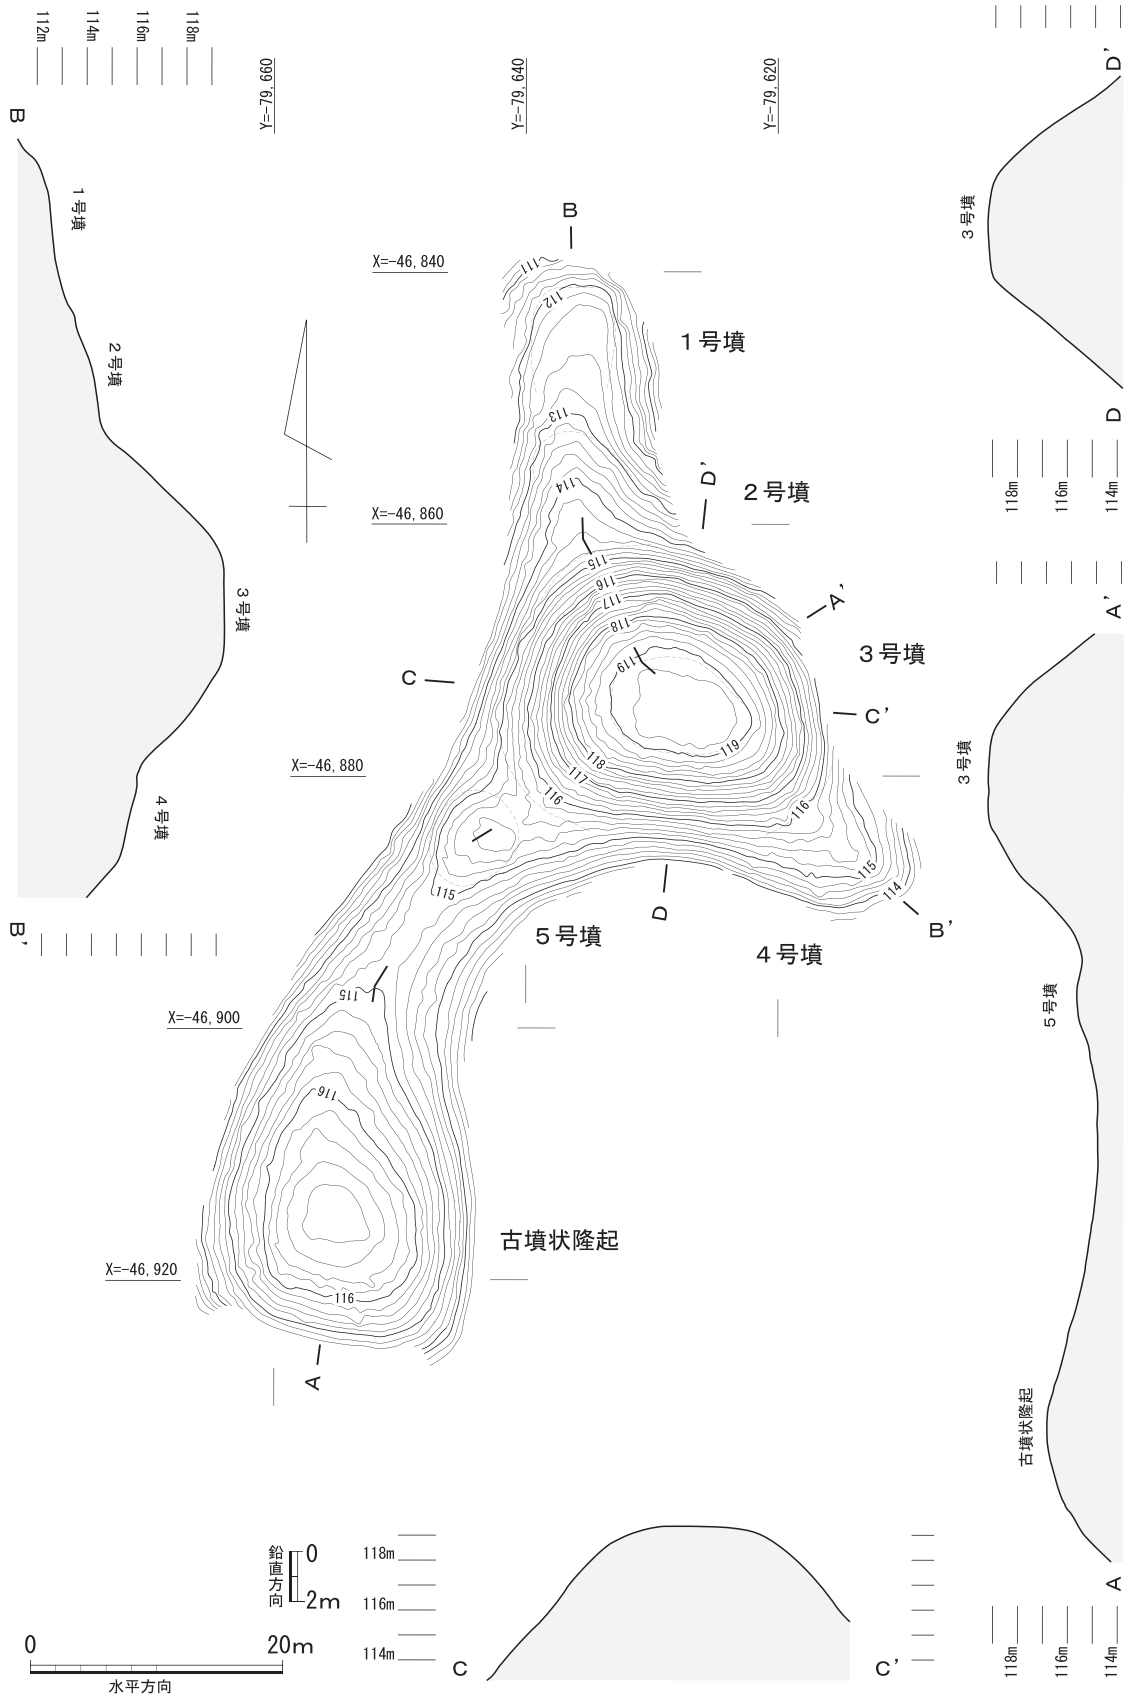 112m
114m
116m
118m
Y=-79,660
Y=-79,640
Y=-79,620
D'
B
B
1号墳
3号墳
X=-46,840
111
112
1号墳
2号墳
113
D
D'
2号墳
114
118m
116m
114m
X=-46,860
115
116
117
118
119
A'
A'
3号墳
3号墳
C
C'
119
118
117
116
116
X=-46,880
3号墳
4号墳
115
115
114
D
B'
B'
5号墳
4号墳
115
5号墳
X=-46,900
116
古墳状隆起
X=-46,920
116
A
古墳状隆起
鉛直方向
0
2m
118m
116m
114m
A
0
20m
水平方向
C
C'
118m
116m
114m